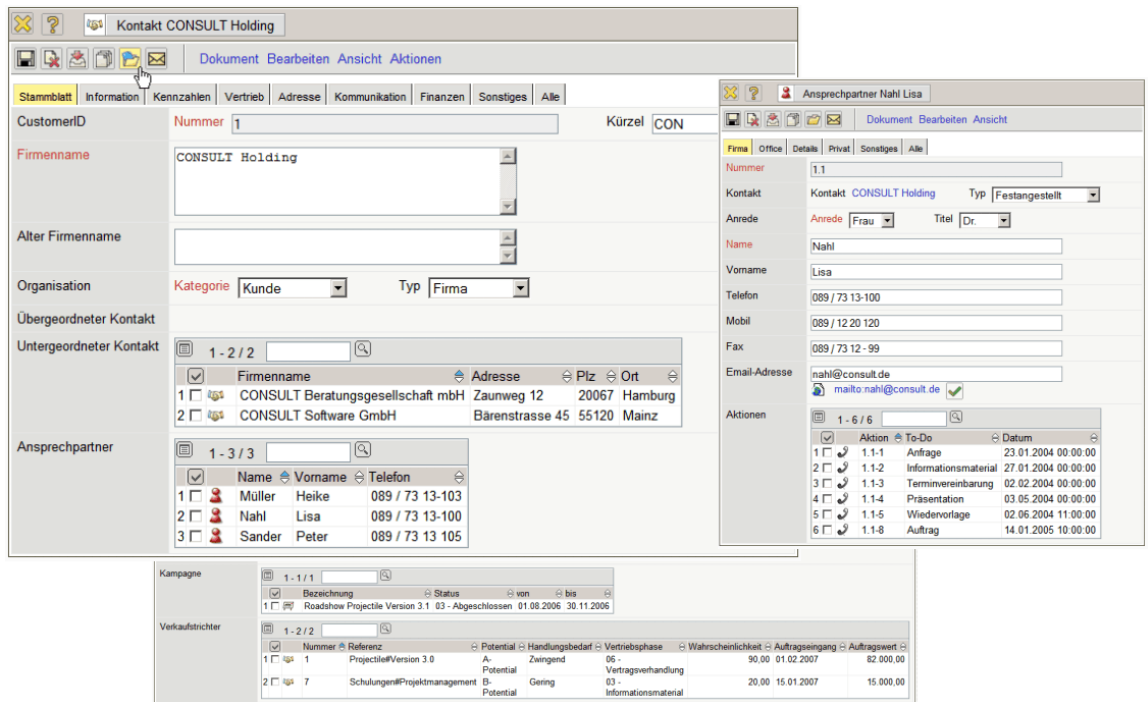 Kontakt CONSULT Holding
Dokument Bearbeiten Ansicht Aktionen
Stammblatt Information Kennzahlen Vertrieb Adresse Kommunikation Finanzen Sonstiges Alle
CustomerID Nummer 1 Kürzel CON
Firmenname CONSULT Holding
Alter Firmenname
Organisation Kategorie Kunde Typ Firma
Übergeordneter Kontakt
Untergeordneter Kontakt 1 - 2 / 2
Firmenname Adresse Plz Ort
1 CONSULT Beratungsgesellschaft mbH Zaunweg 12 20067 Hamburg
2 CONSULT Software GmbH Bärenstrasse 45 55120 Mainz
Ansprechpartner 1 - 3 / 3
Name Vorname Telefon
1 Müller Heike 089 / 73 13-103
2 Nahl Lisa 089 / 73 13-100
3 Sander Peter 089 / 73 13 105
Ansprechpartner Nahl Lisa
Dokument Bearbeiten Ansicht
Firma Office Details Privat Sonstiges Alle
Nummer 1.1
Kontakt Kontakt CONSULT Holding Typ Festangestellt
Anrede Anrede Frau Titel Dr.
Name Nahl
Vorname Lisa
Telefon 089 / 73 13-100
Mobil 089 / 12 20 120
Fax 089 / 73 12 - 99
Email-Adresse nahl@consult.de
mailto:nahl@consult.de
Aktionen 1 - 6 / 6
Aktion To-Do Datum
1 1.1-1 Anfrage 23.01.2004 00:00:00
2 1.1-2 Informationsmaterial 27.01.2004 00:00:00
3 1.1-3 Terminvereinbarung 02.02.2004 00:00:00
4 1.1-4 Präsentation 03.05.2004 00:00:00
5 1.1-5 Wiedervorlage 02.06.2004 11:00:00
6 1.1-8 Auftrag 14.01.2005 10:00:00
Kampagne 1 - 1 / 1
Bezeichnung Status von bis
1 Roadshow Projectile Version 3.1 03 - Abgeschlossen 01.08.2006 30.11.2006
Verkaufstrichter 1 - 2 / 2
Nummer Referenz Potential Handlungsbedarf Vertriebsphase Wahrscheinlichkeit Auftragseingang Auftragswert
1 1 Projectile#Version 3.0 A- Zwingend 06 - 90,00 01.02.2007 82.000,00
Potential Vertragsverhandlung
2 7 Schulungen#Projektmanagement B- Gering 03 - 20,00 15.01.2007 15.000,00
Potential Informationsmaterial